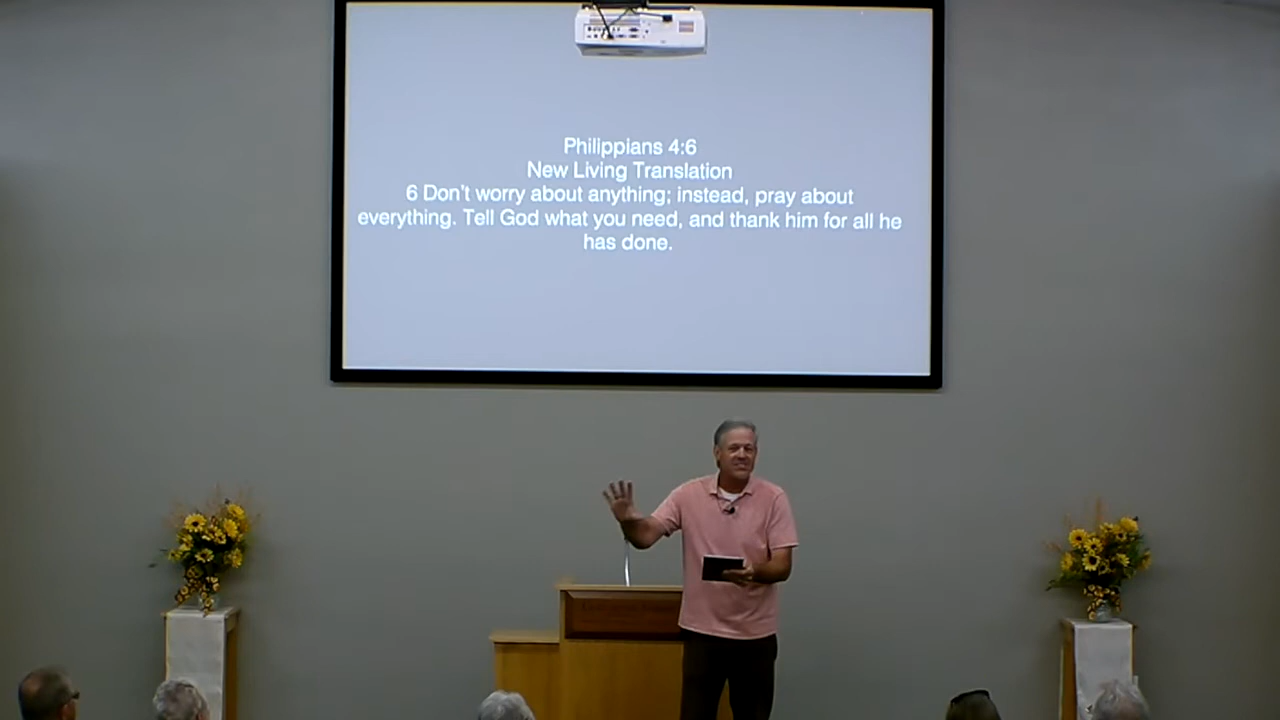 Philippians 4:6
New Living Translation
6 Don't worry about anything; instead, pray about
everything. Tell God what you need, and thank him for all he
has done.